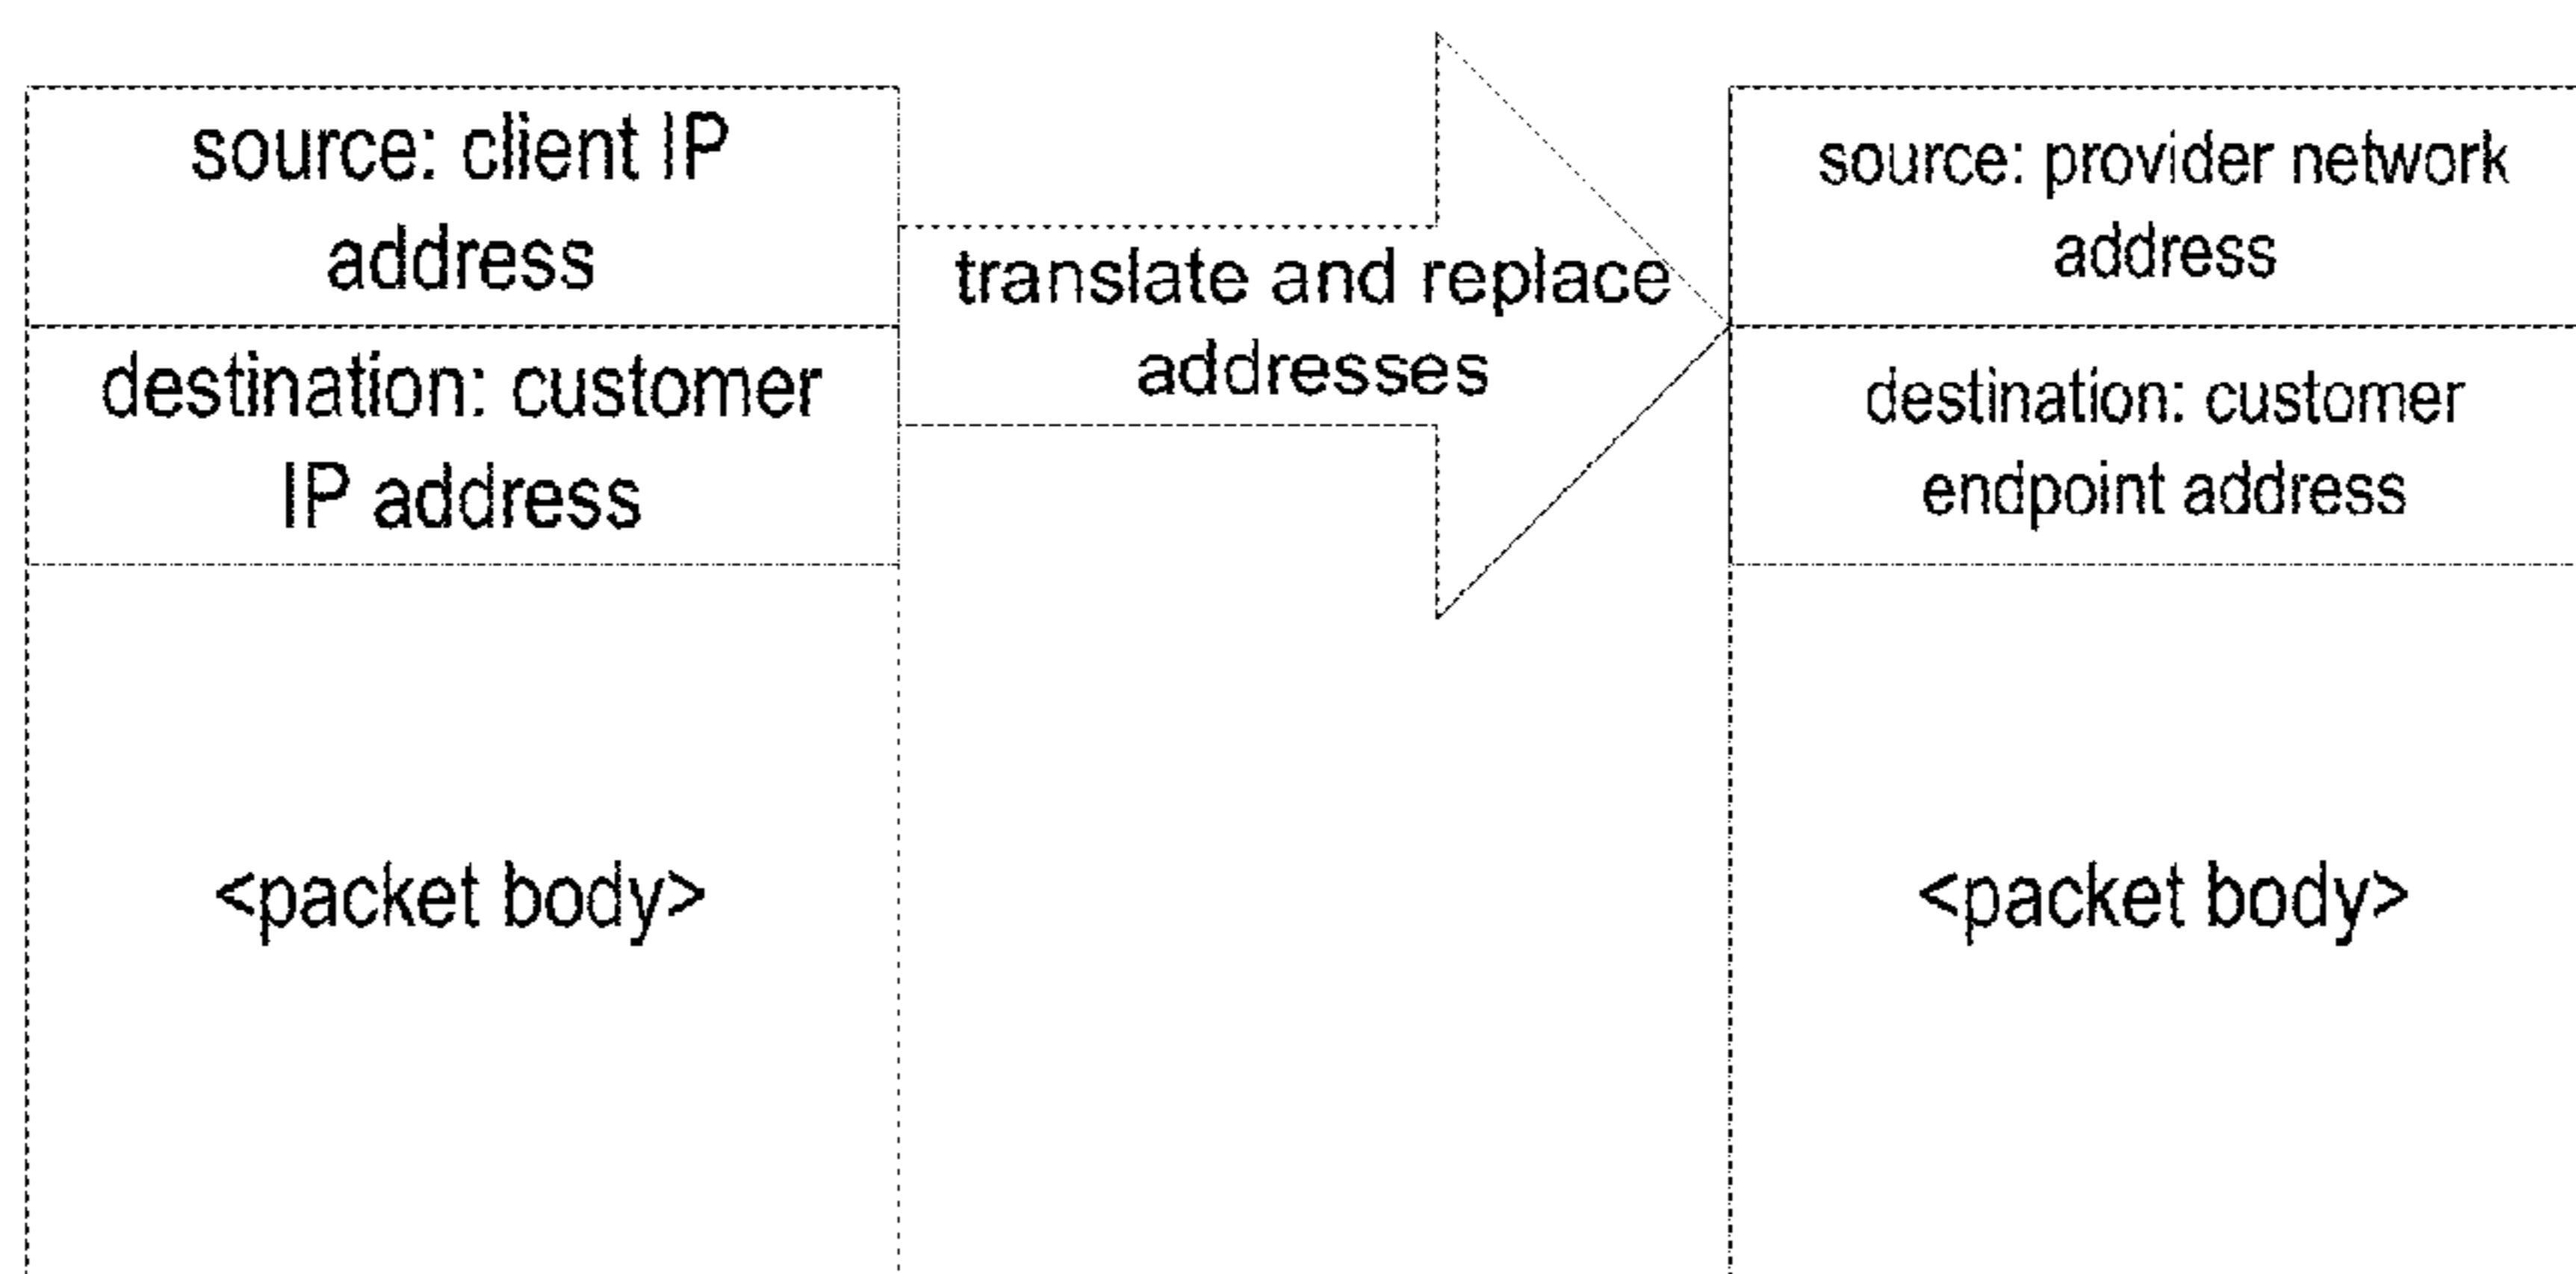 source: client IP
address
destination: customer
IP address
<packet body>
translate and replace
addresses
source: provider network
address
destination: customer
endpoint address
<packet body>